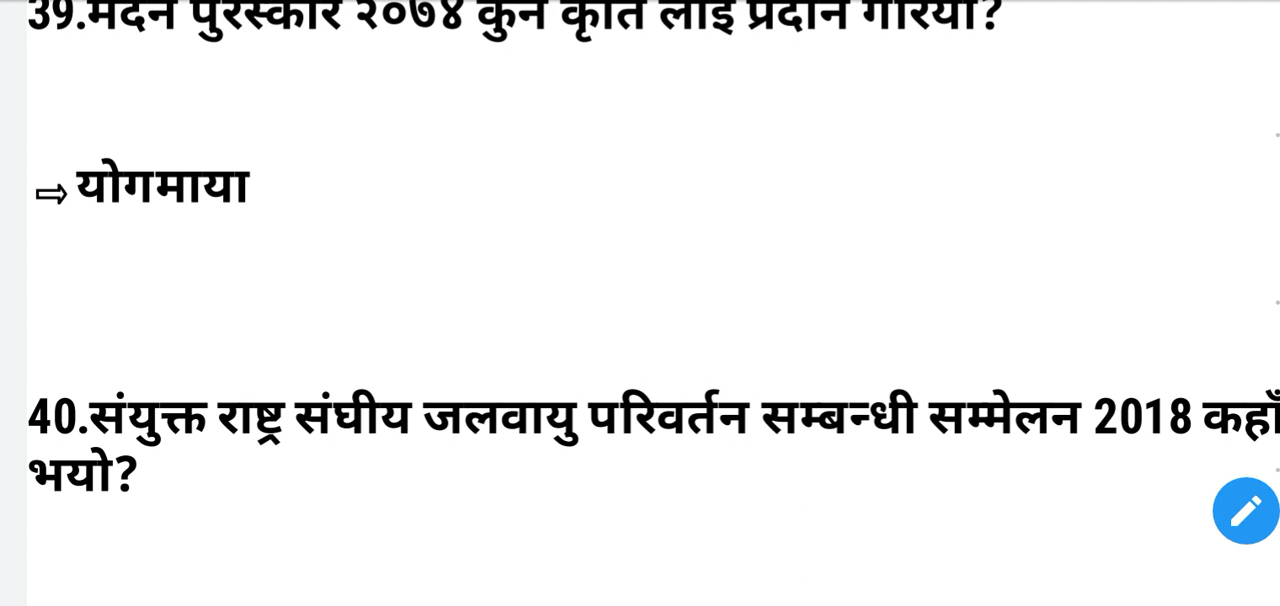 39.मदन पुरस्कार २०७४ कुन कृति लाई प्रदान गरियो?
⇨ योगमाया
40.संयुक्त राष्ट्र संघीय जलवायु परिवर्तन सम्बन्धी सम्मेलन 2018 कहाँ
भयो?